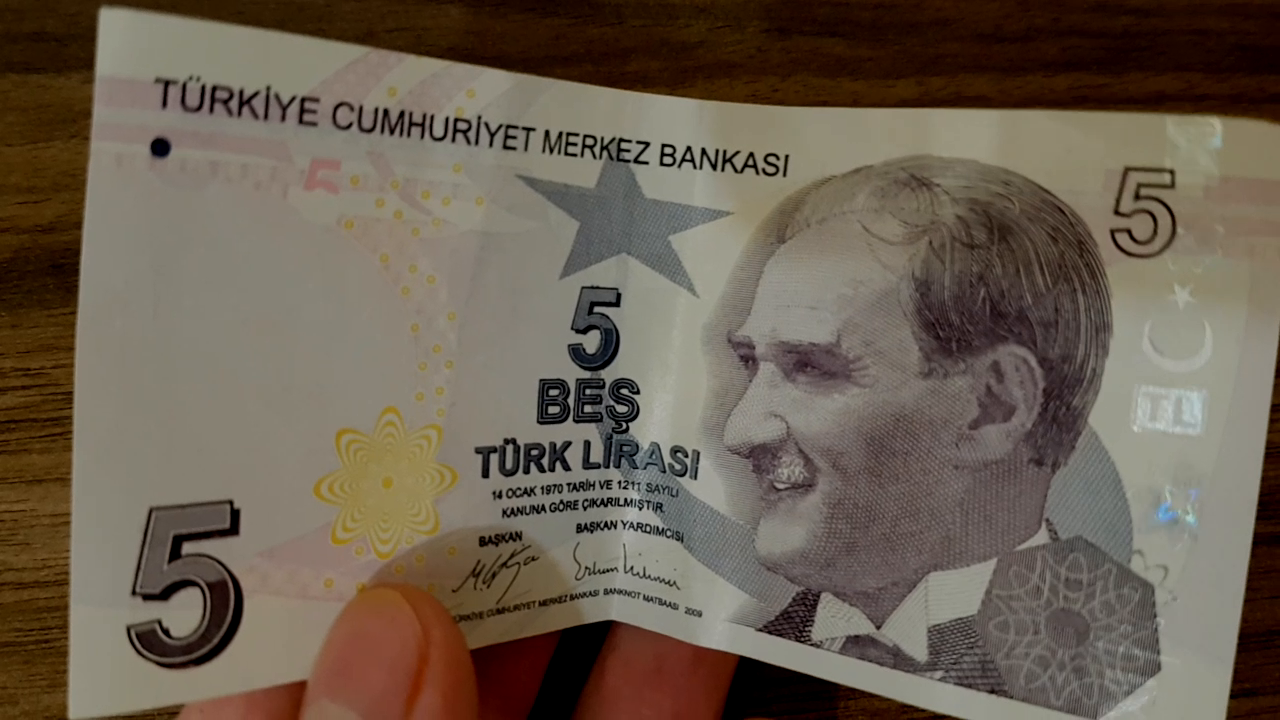 TÜRKİYE CUMHURİYET MERKEZ BANKASI
5
5
5
BEŞ
TÜRK LİRASI
14 OCAK 1970 TARİH VE 1211 SAYILI
KANUNA GÖRE ÇIKARILMIŞTIR.
BAŞKAN BAŞKAN YARDIMCISI
TÜRKİYE CUMHURİYET MERKEZ BANKASI BANKNOT MATBAASI 2009
5
TL